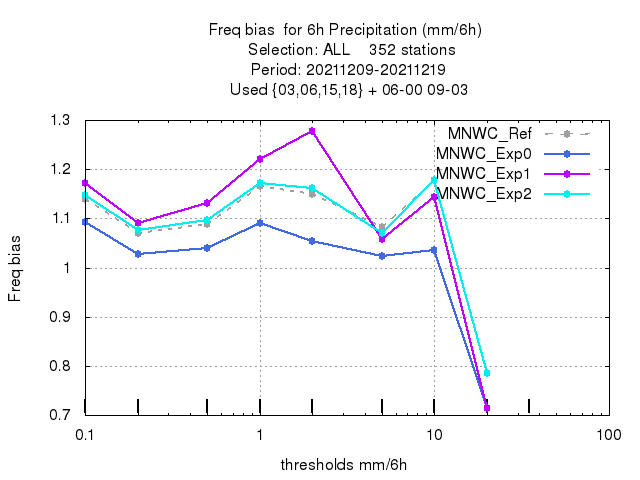 Freq bias  for 6h Precipitation (mm/6h)
Selection: ALL    352 stations
Period: 20211209-20211219
Used {03,06,15,18} + 06-00 09-03
MNWC_Ref
MNWC_Exp0
MNWC_Exp1
MNWC_Exp2
Freq bias
1.3
1.2
1.1
1
0.9
0.8
0.7
0.1 1 10 100
thresholds mm/6h